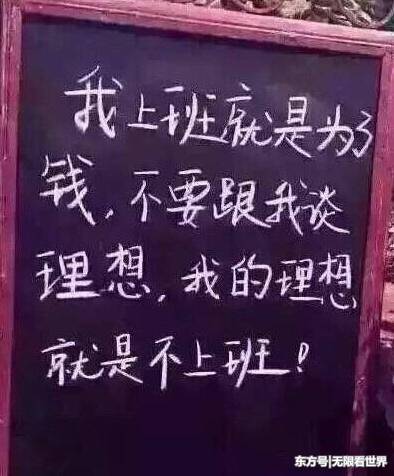 我上班就是为了
钱，不要跟我谈
理想，我的理想
就是不上班！
东方号|无限看世界